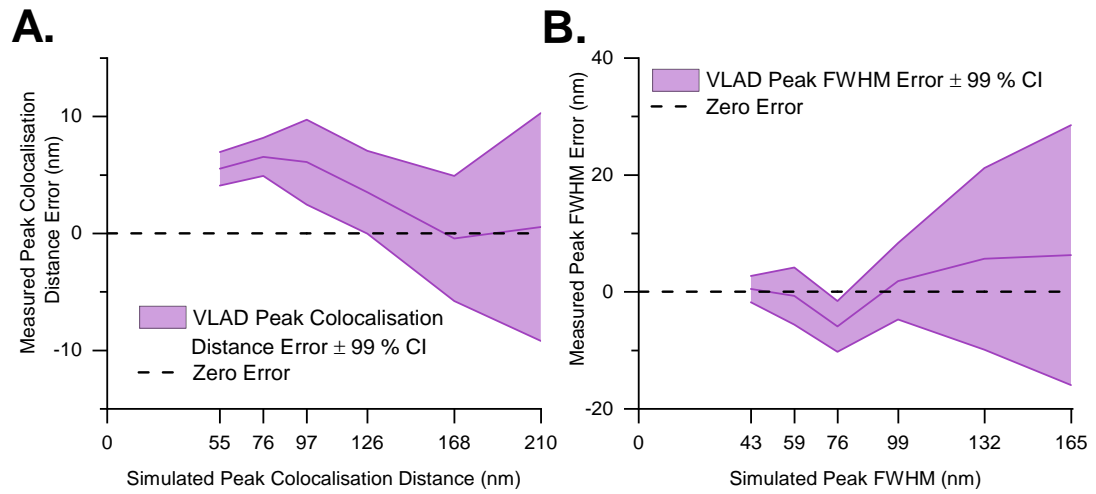 A.
Measured Peak Colocalisation
Distance Error (nm)
10
0
-10
VLAD Peak Colocalisation
Distance Error ± 99 % CI
Zero Error
0 55 76 97 126 168 210
Simulated Peak Colocalisation Distance (nm)
B.
Measured Peak FWHM Error (nm)
40
20
0
-20
VLAD Peak FWHM Error ± 99 % CI
Zero Error
0 43 59 76 99 132 165
Simulated Peak FWHM (nm)